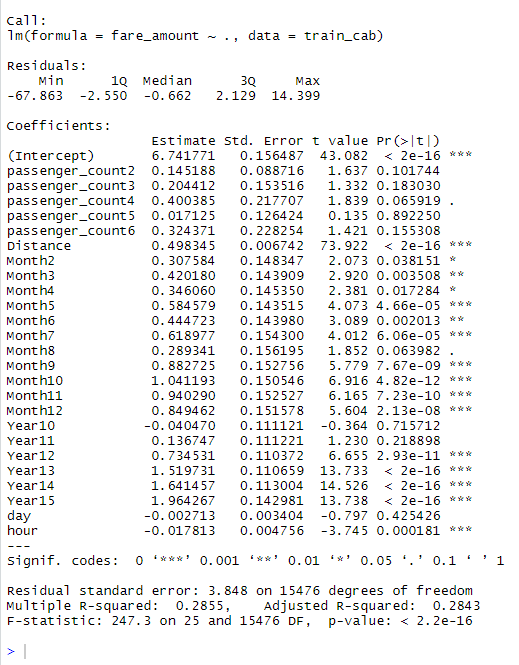 Call:
lm(formula = fare_amount ~ ., data = train_cab)
Residuals:
Min 1Q Median 3Q Max
-67.863 -2.550 -0.662 2.129 14.399
Coefficients:
Estimate Std. Error t value Pr(>|t|)
(Intercept) 6.741771 0.156487 43.082 < 2e-16 ***
passenger_count2 0.145188 0.088716 1.637 0.101744
passenger_count3 0.204412 0.153516 1.332 0.183030
passenger_count4 0.400385 0.217707 1.839 0.065919 .
passenger_count5 0.017125 0.126424 0.135 0.892250
passenger_count6 0.324371 0.228254 1.421 0.155308
Distance 0.498345 0.006742 73.922 < 2e-16 ***
Month2 0.307584 0.148347 2.073 0.038151 *
Month3 0.420180 0.143909 2.920 0.003508 **
Month4 0.346060 0.145350 2.381 0.017284 *
Month5 0.584579 0.143515 4.073 4.66e-05 ***
Month6 0.444723 0.143980 3.089 0.002013 **
Month7 0.618977 0.154300 4.012 6.06e-05 ***
Month8 0.289341 0.156195 1.852 0.063982 .
Month9 0.882725 0.152756 5.779 7.67e-09 ***
Month10 1.041193 0.150546 6.916 4.82e-12 ***
Month11 0.940290 0.152527 6.165 7.23e-10 ***
Month12 0.849462 0.151578 5.604 2.13e-08 ***
Year10 -0.040470 0.111121 -0.364 0.715712
Year11 0.136747 0.111221 1.230 0.218898
Year12 0.734531 0.110372 6.655 2.93e-11 ***
Year13 1.519731 0.110659 13.733 < 2e-16 ***
Year14 1.641457 0.113004 14.526 < 2e-16 ***
Year15 1.964267 0.142981 13.738 < 2e-16 ***
day -0.002713 0.003404 -0.797 0.425426
hour -0.017813 0.004756 -3.745 0.000181 ***
---
Signif. codes: 0 ‘***’ 0.001 ‘**’ 0.01 ‘*’ 0.05 ‘.’ 0.1 ‘ ’ 1
Residual standard error: 3.848 on 15476 degrees of freedom
Multiple R-squared: 0.2855, Adjusted R-squared: 0.2843
F-statistic: 247.3 on 25 and 15476 DF, p-value: < 2.2e-16
>